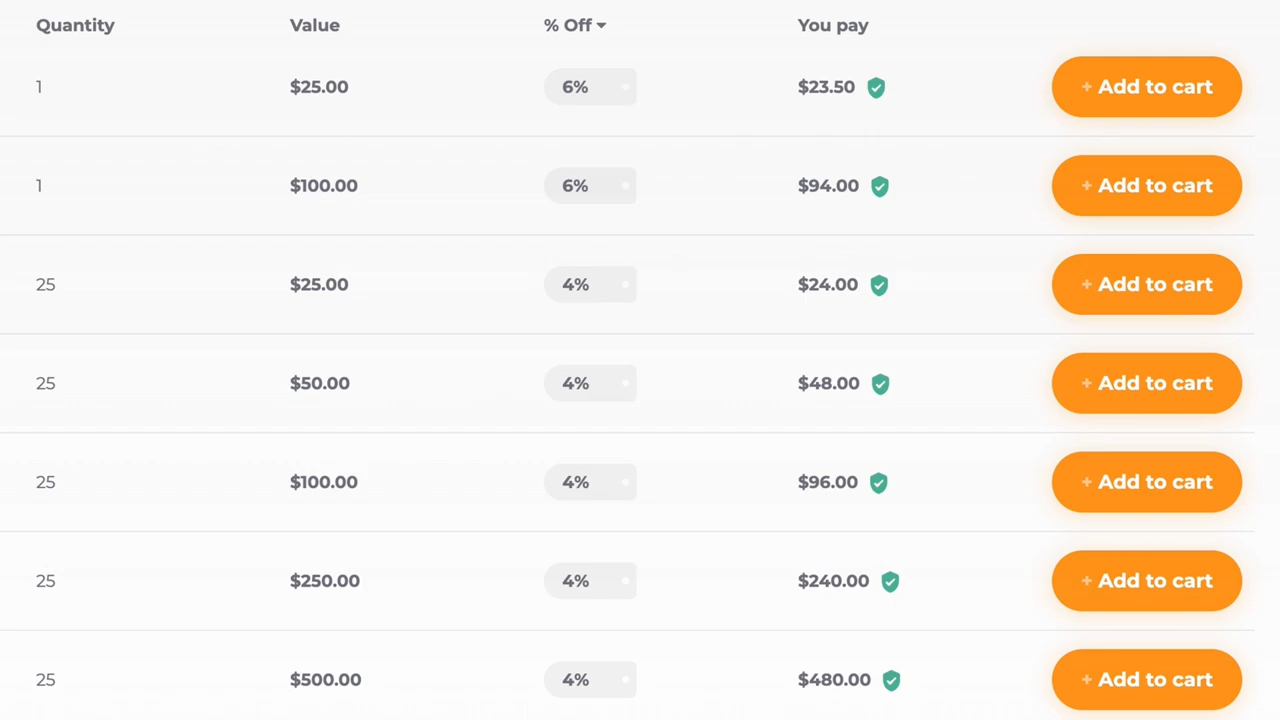 Quantity Value % Off You pay
1 $25.00 6% $23.50 + Add to cart
1 $100.00 6% $94.00 + Add to cart
25 $25.00 4% $24.00 + Add to cart
25 $50.00 4% $48.00 + Add to cart
25 $100.00 4% $96.00 + Add to cart
25 $250.00 4% $240.00 + Add to cart
25 $500.00 4% $480.00 + Add to cart